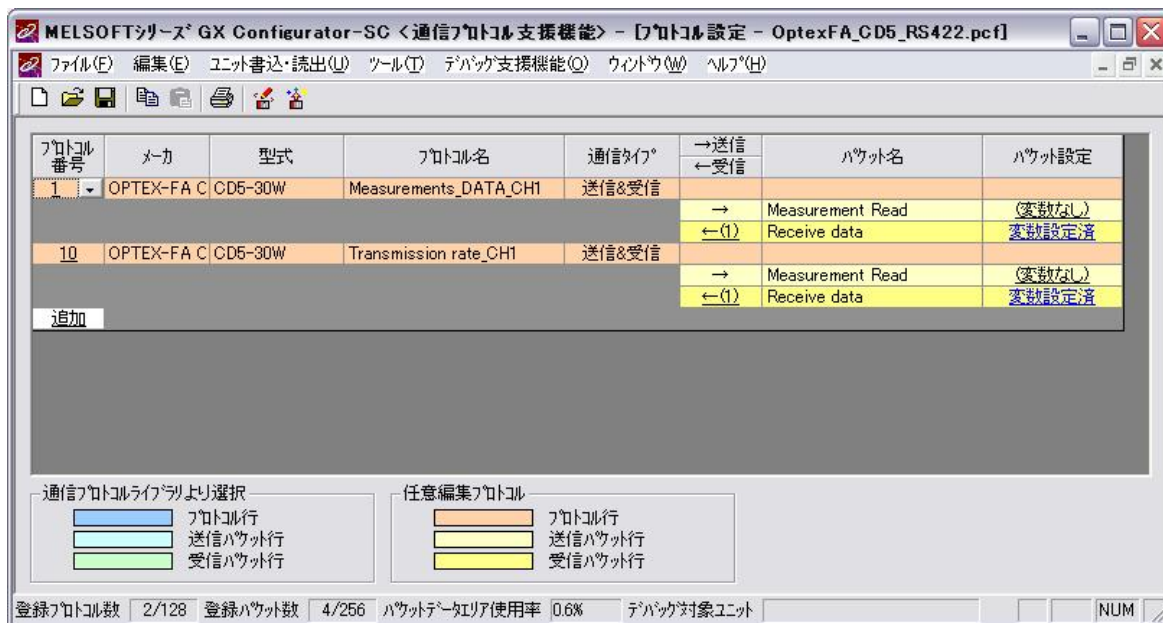 MELSOFTシリーズ GX Configurator-SC <通信プロトコル支援機能> - [プロトコル設定 - OptexFA_CD5_RS422.pcf]
ファイル(F) 編集(E) ユニット書込・読出(U) ツール(T) デバッグ支援機能(O) ウィンドウ(W) ヘルプ(H)
プロトコル番号 メーカ 型式 プロトコル名 通信タイプ →送信 ←受信 パケット名 パケット設定
1 OPTEX-FA C CD5-30W Measurements_DATA_CH1 送信&受信
→ Measurement Read (変数なし)
←(1) Receive data 変数設定済
10 OPTEX-FA C CD5-30W Transmission rate_CH1 送信&受信
→ Measurement Read (変数なし)
←(1) Receive data 変数設定済
追加
通信プロトコルライブラリより選択
プロトコル行
送信パケット行
受信パケット行
任意編集プロトコル
プロトコル行
送信パケット行
受信パケット行
登録プロトコル数 2/128 登録パケット数 4/256 パケットデータエリア使用率 0.6% デバッグ対象ユニット NUM